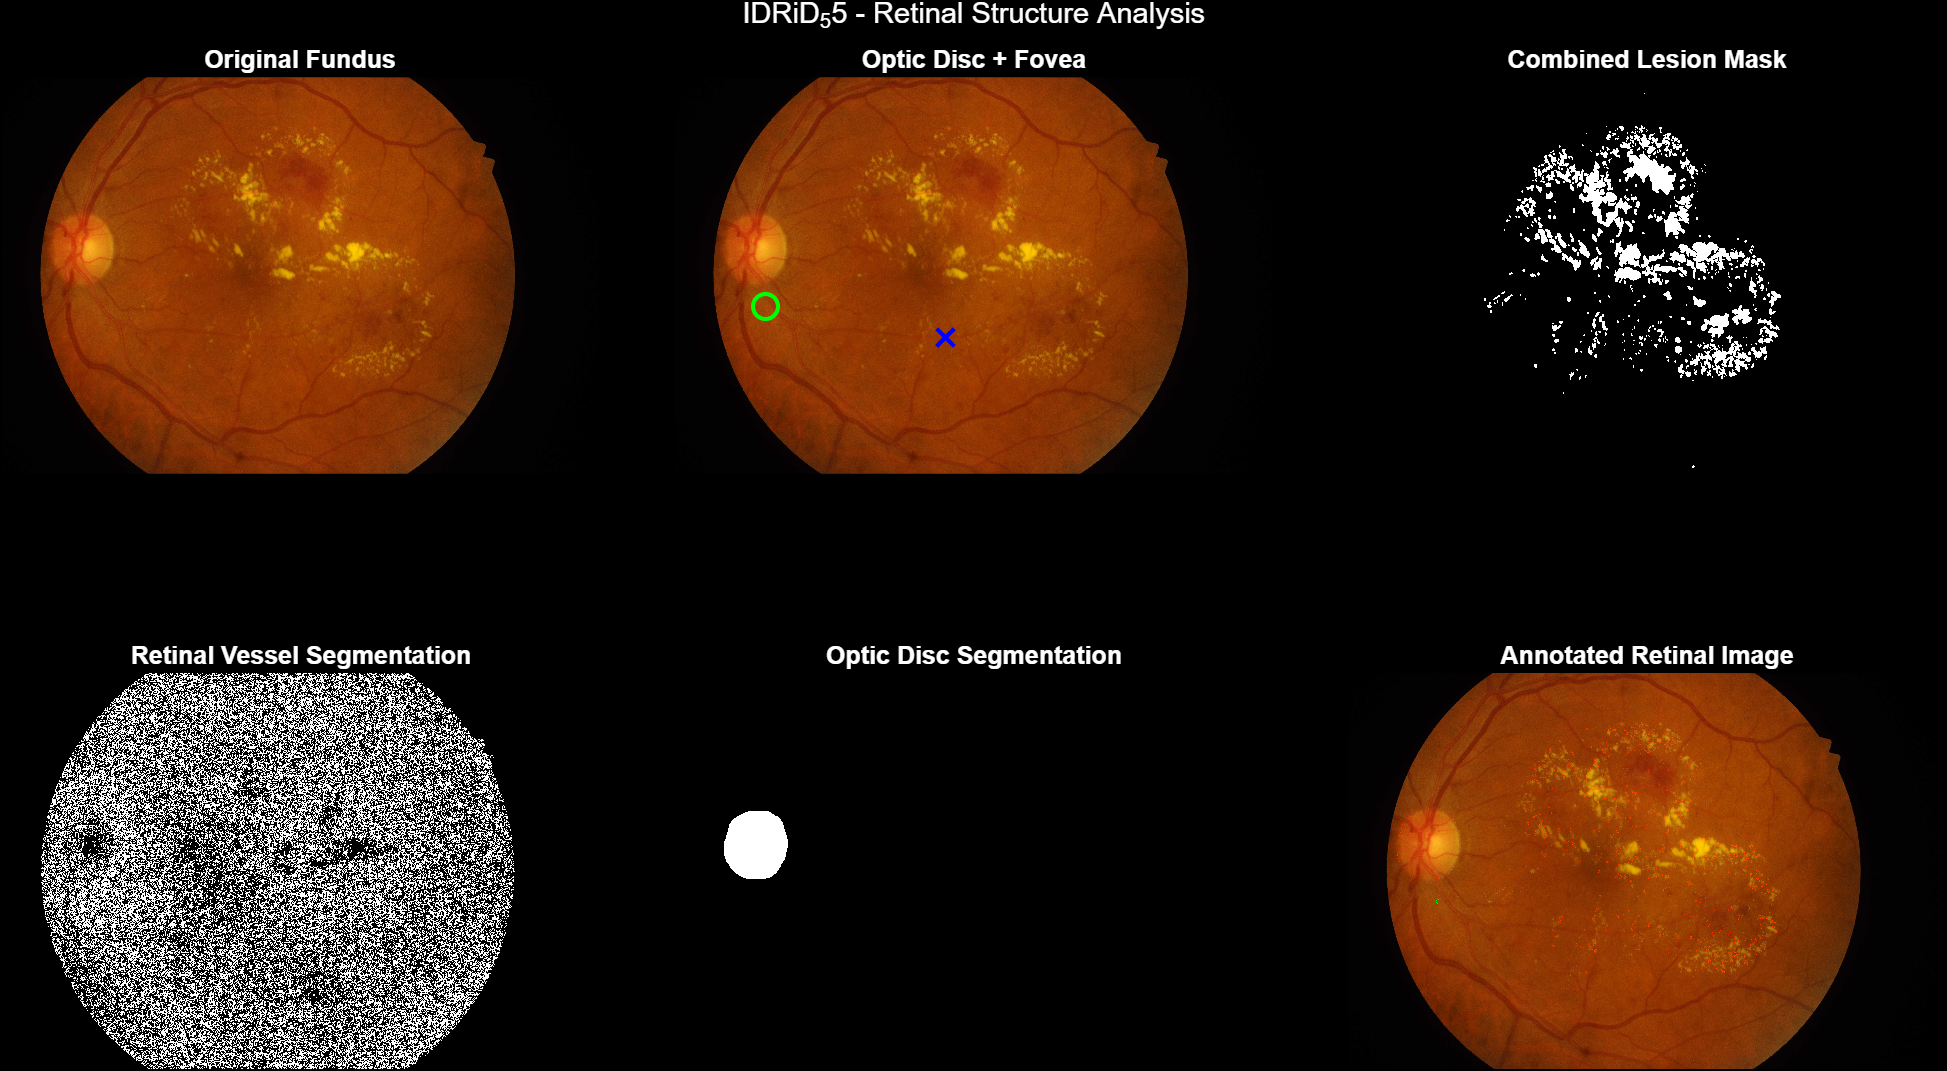 IDRiD₅5 - Retinal Structure Analysis
Original Fundus
Optic Disc + Fovea
Combined Lesion Mask
Retinal Vessel Segmentation
Optic Disc Segmentation
Annotated Retinal Image